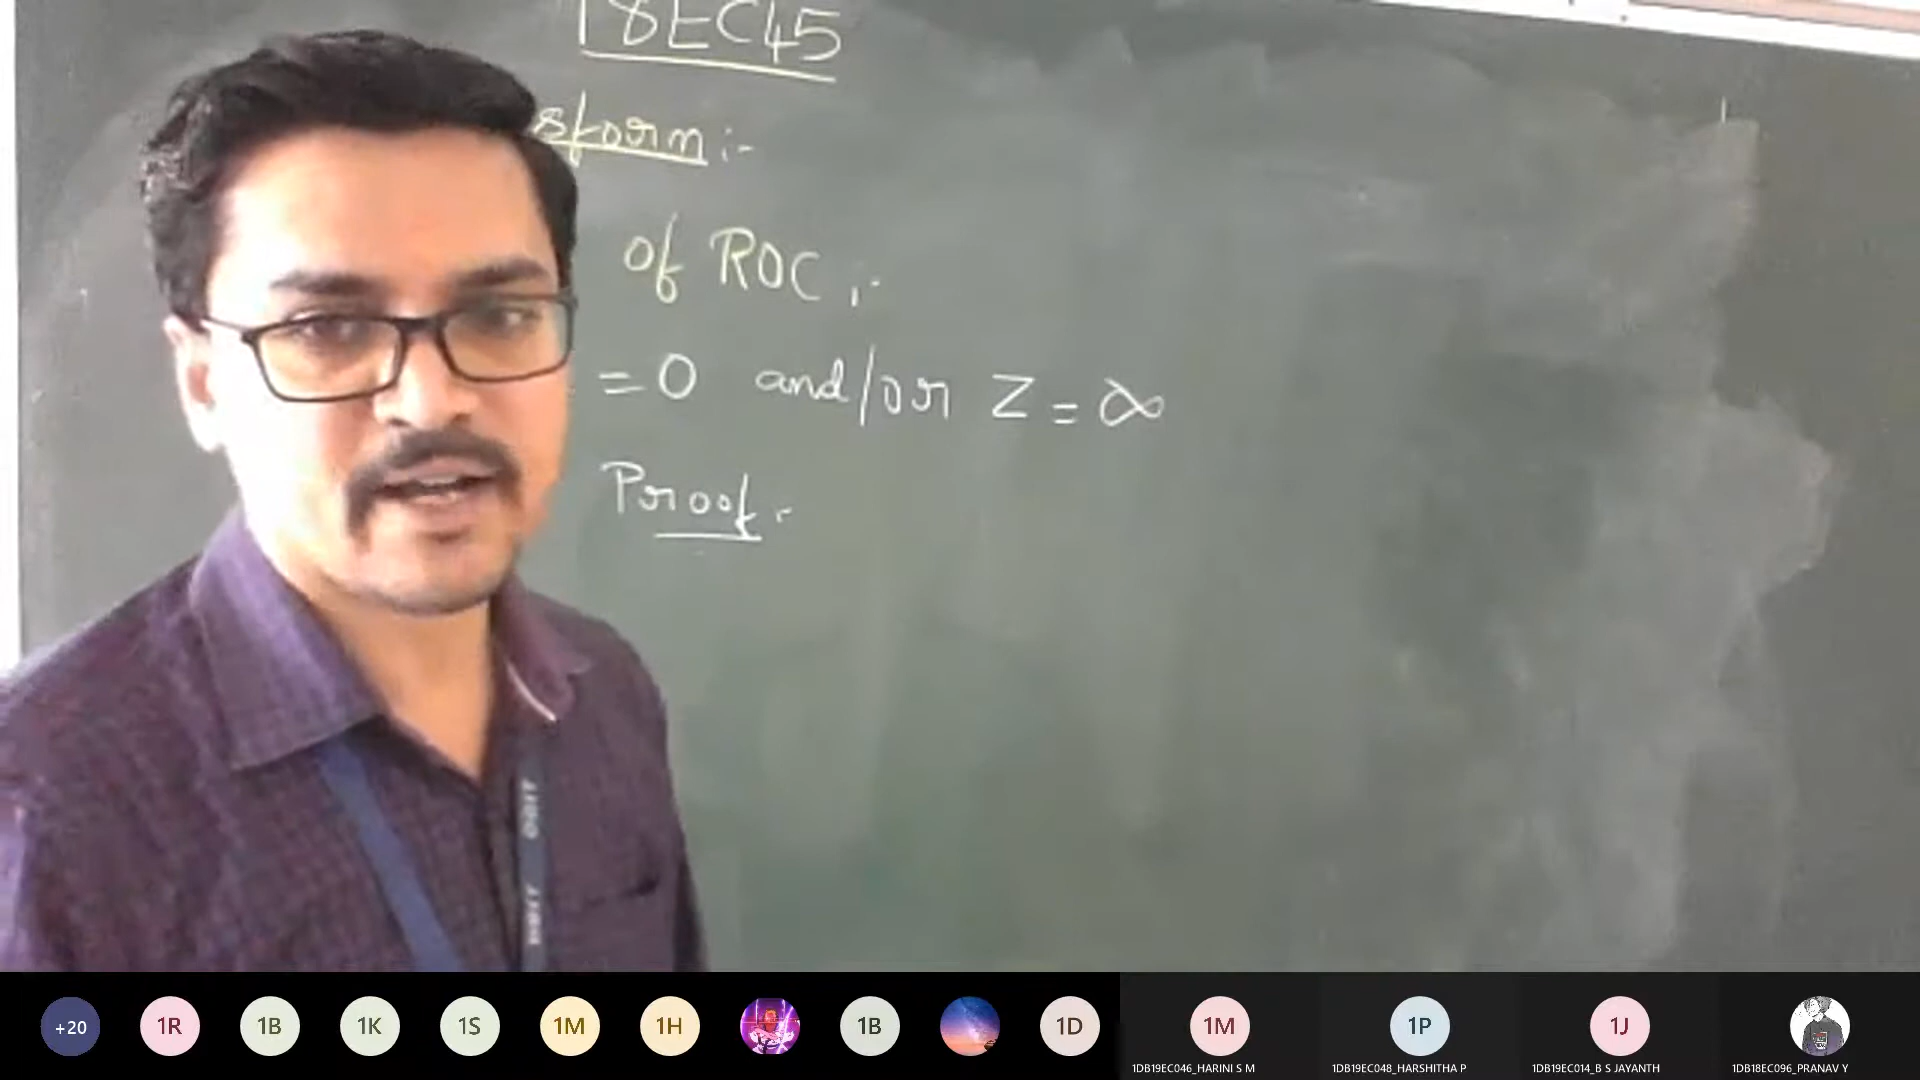 18EC45
sform :-
of ROC :-
= 0 and/or Z = ∞
Proof :-
+20 1R 1B 1K 1S 1M 1H 1B 1D 1M 1P 1J
1DB19EC046_HARINI S M 1DB19EC048_HARSHITHA P 1DB19EC014_B S JAYANTH 1DB18EC096_PRANAV Y